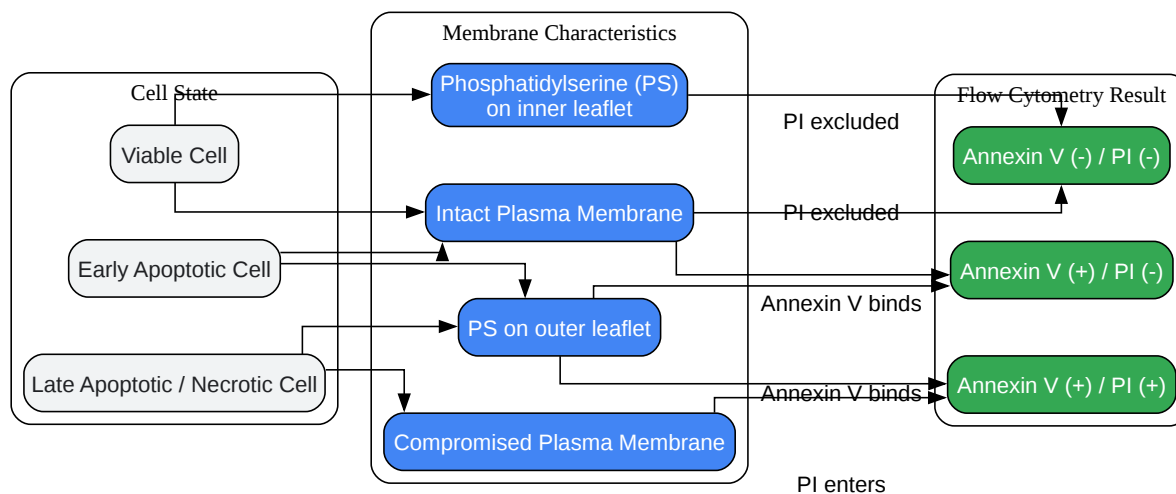 Cell State
Viable Cell
Early Apoptotic Cell
Late Apoptotic / Necrotic Cell
Membrane Characteristics
Phosphatidylserine (PS)
on inner leaflet
Intact Plasma Membrane
PS on outer leaflet
Compromised Plasma Membrane
PI excluded
PI excluded
Annexin V binds
Annexin V binds
PI enters
Flow Cytometry Result
Annexin V (-) / PI (-)
Annexin V (+) / PI (-)
Annexin V (+) / PI (+)